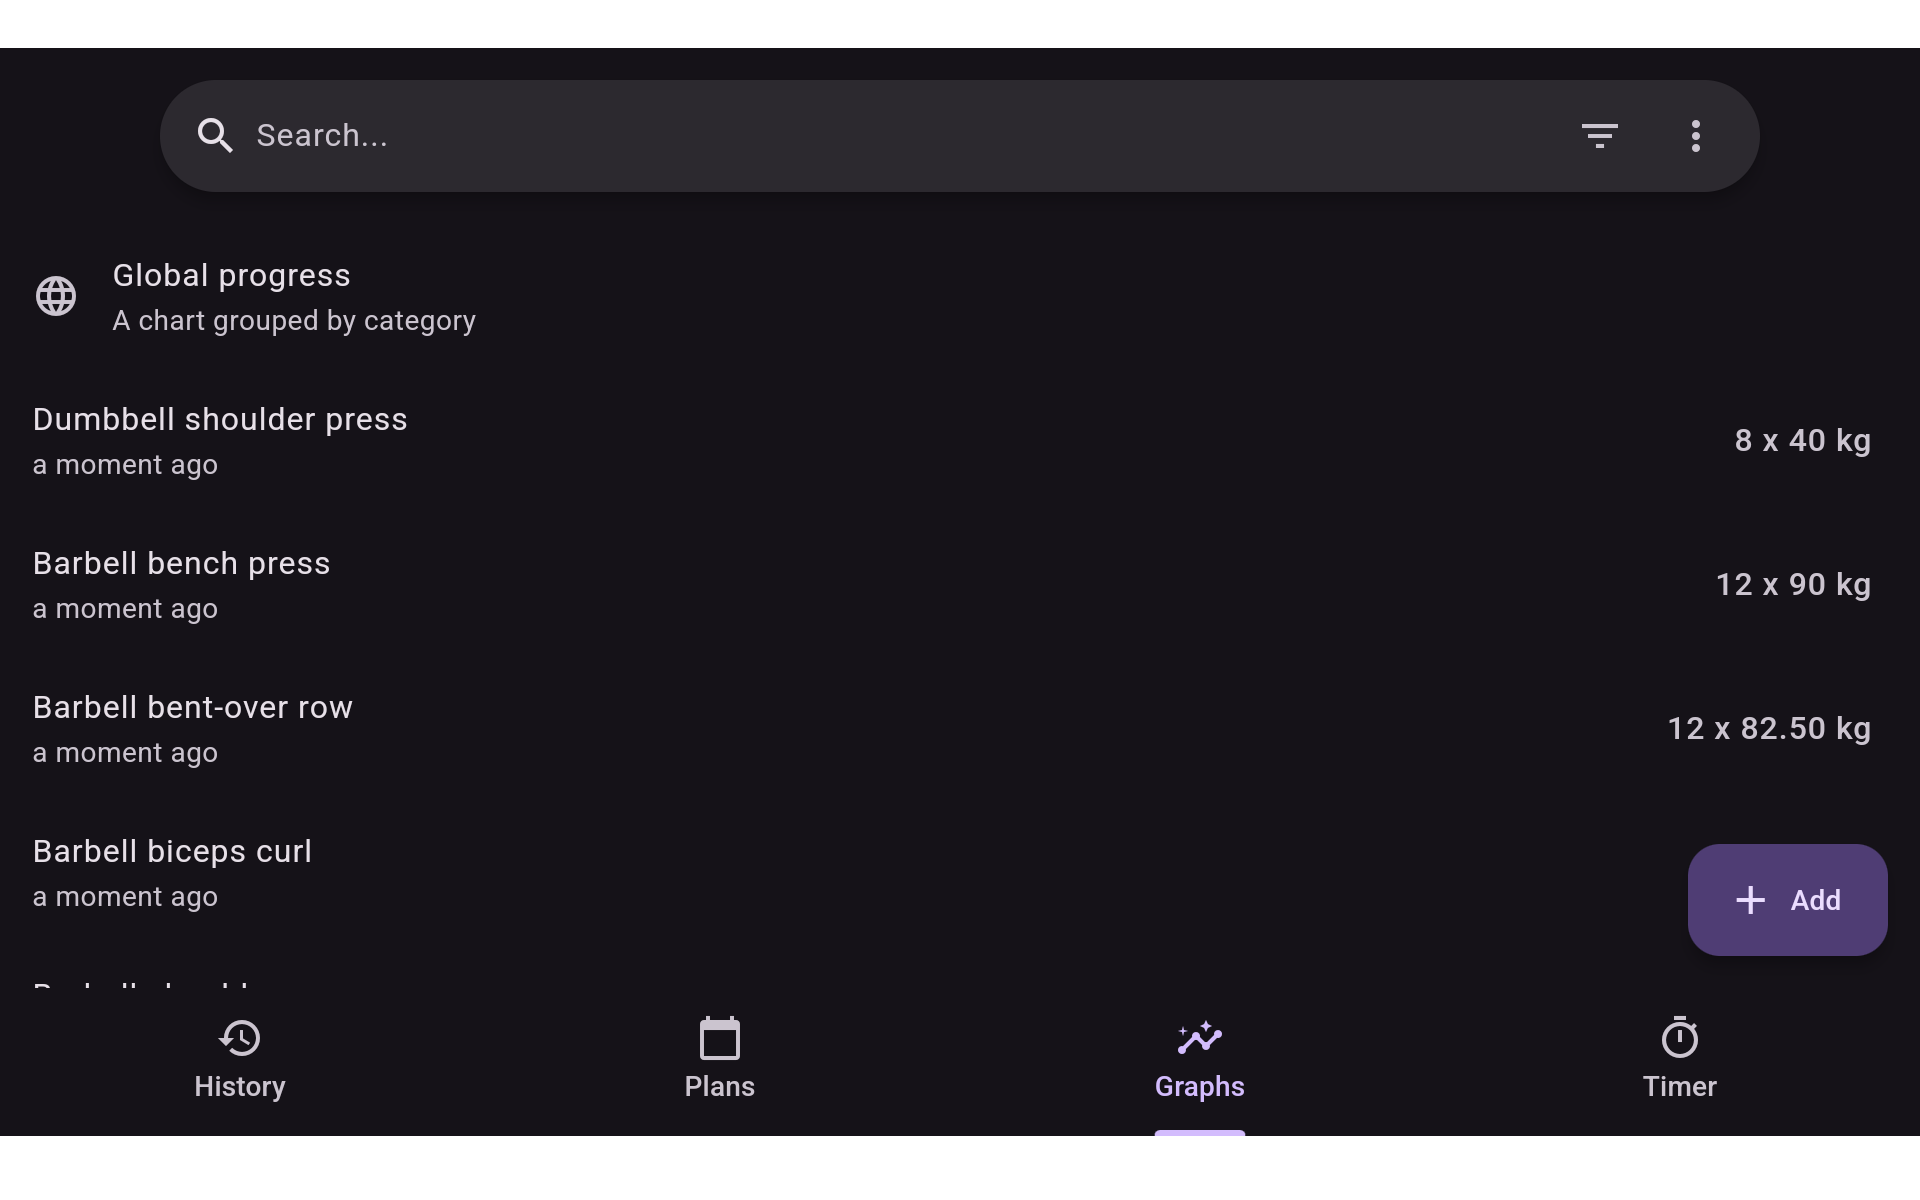 Search...
Global progress
A chart grouped by category
Dumbbell shoulder press
a moment ago
8 x 40 kg
Barbell bench press
a moment ago
12 x 90 kg
Barbell bent-over row
a moment ago
12 x 82.50 kg
Barbell biceps curl
a moment ago
Add
History
Plans
Graphs
Timer